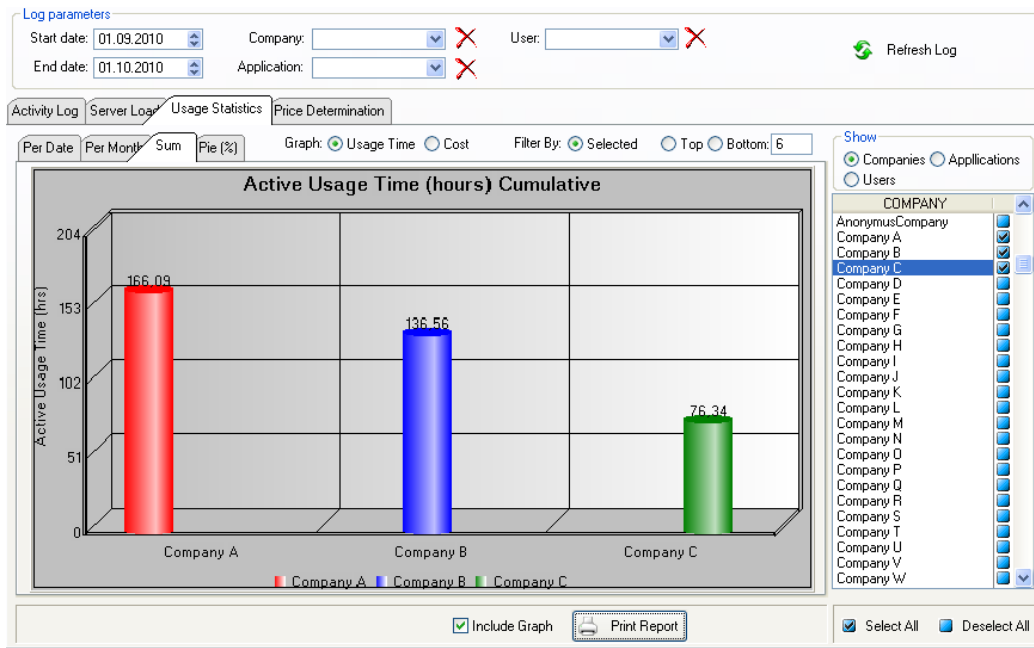 Log parameters
Start date: 01.09.2010 Company: User: Refresh Log
End date: 01.10.2010 Application:
Activity Log Server Load Usage Statistics Price Determination
Per Date Per Month Sum Pie (%) Graph: Usage Time Cost Filter By: Selected Top Bottom: 6
Show
Companies Appllications
Users
Active Usage Time (hours) Cumulative
Active Usage Time (hrs)
204
153
102
51
0
166.09
136.56
76.34
Company A Company B Company C
Company A Company B Company C
COMPANY
AnonymusCompany
Company A
Company B
Company C
Company D
Company E
Company F
Company G
Company H
Company I
Company J
Company K
Company L
Company M
Company N
Company O
Company P
Company Q
Company R
Company S
Company T
Company U
Company V
Company W
Include Graph Print Report Select All Deselect All